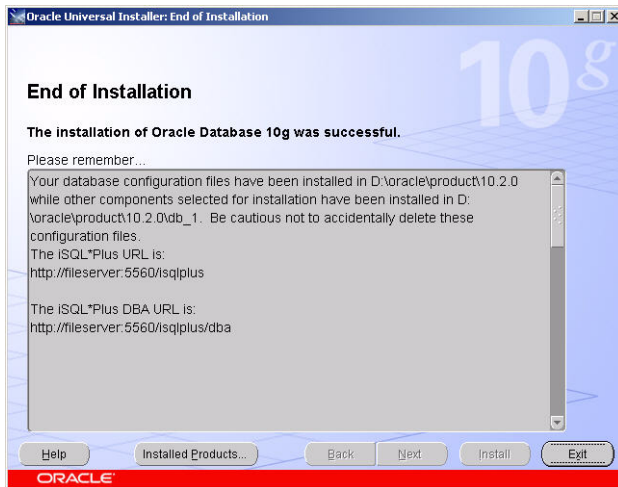 Oracle Universal Installer: End of Installation
10g
End of Installation
The installation of Oracle Database 10g was successful.
Please remember...
Your database configuration files have been installed in D:\oracle\product\10.2.0
while other components selected for installation have been installed in D:
\oracle\product\10.2.0\db_1. Be cautious not to accidentally delete these
configuration files.
The iSQL*Plus URL is:
http://fileserver:5560/isqlplus
The iSQL*Plus DBA URL is:
http://fileserver:5560/isqlplus/dba
Help Installed Products... Back Next Install Exit
ORACLE